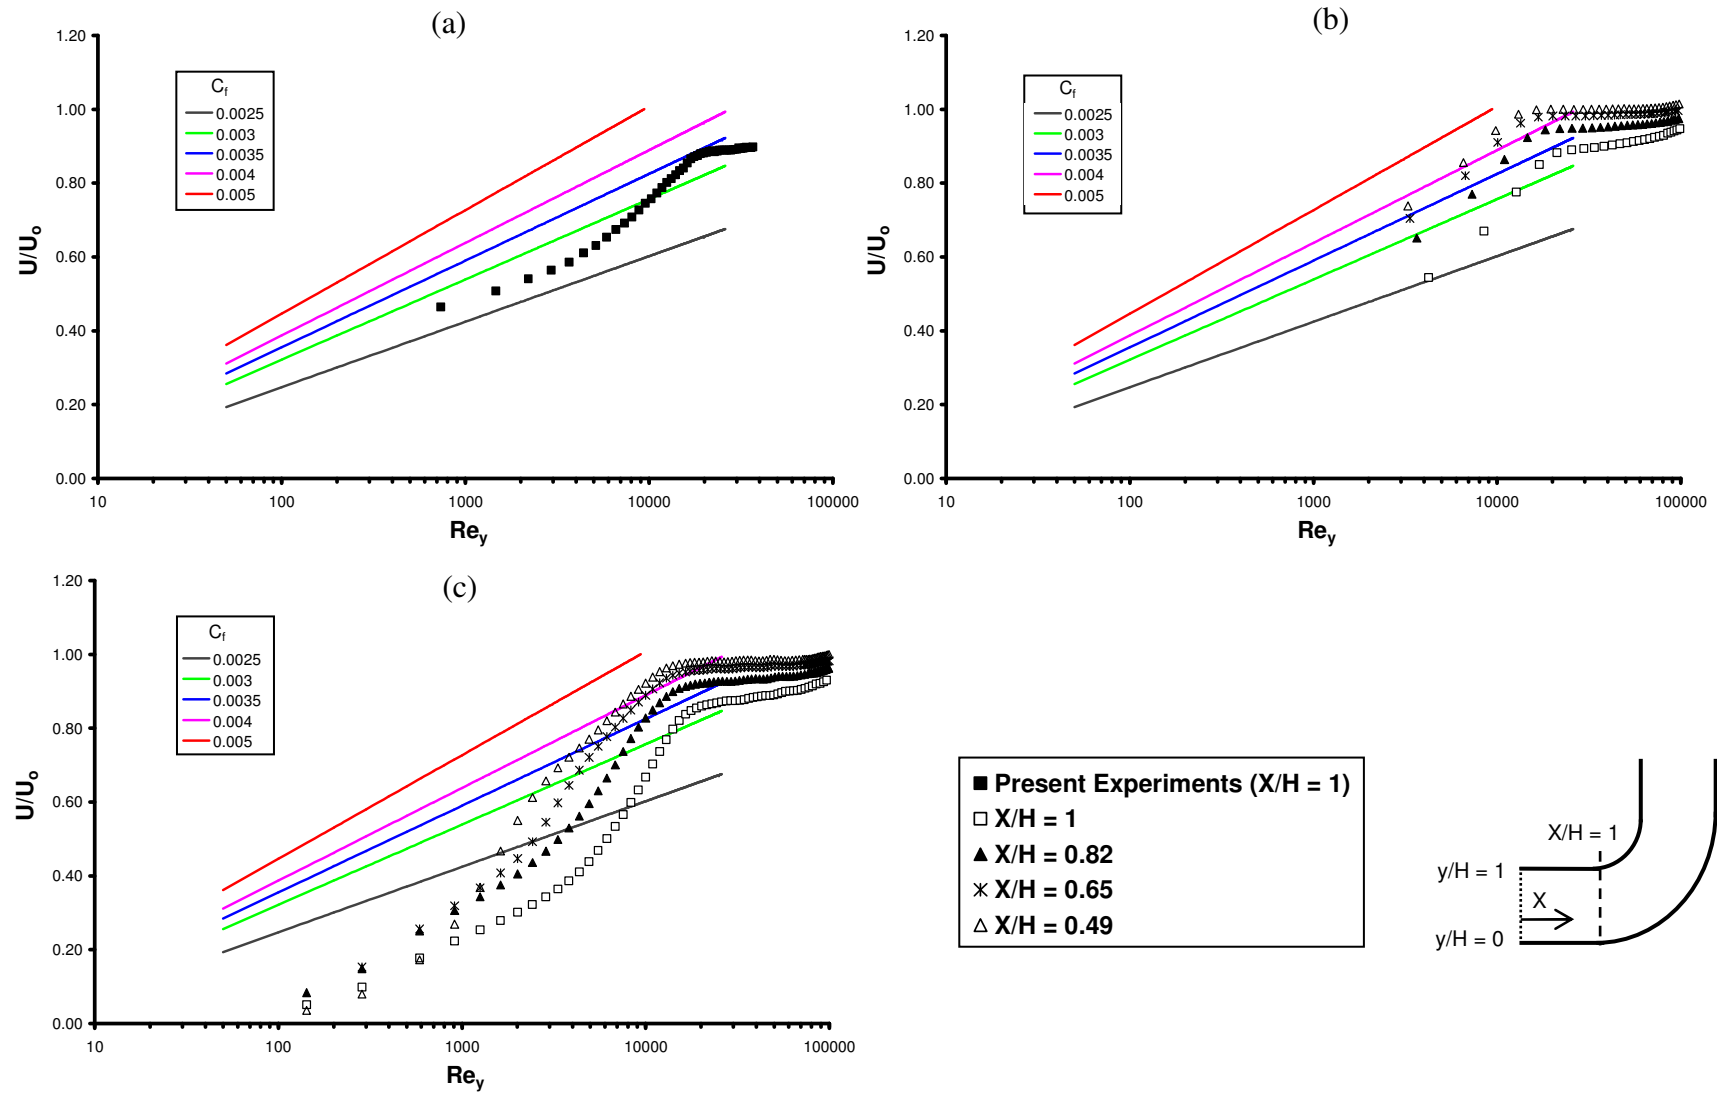 (a)
1.20
1.00
0.80
0.60
0.40
0.20
0.00
U/Uo
Cf
0.0025
0.003
0.0035
0.004
0.005
10 100 1000 10000 100000
Rey
(b)
1.20
1.00
0.80
0.60
0.40
0.20
0.00
U/Uo
Cf
0.0025
0.003
0.0035
0.004
0.005
10 100 1000 10000 100000
Rey
(c)
1.20
1.00
0.80
0.60
0.40
0.20
0.00
U/Uo
Cf
0.0025
0.003
0.0035
0.004
0.005
10 100 1000 10000 100000
Rey
Present Experiments (X/H = 1)
X/H = 1
X/H = 0.82
X/H = 0.65
X/H = 0.49
X/H = 1
y/H = 1
X
y/H = 0